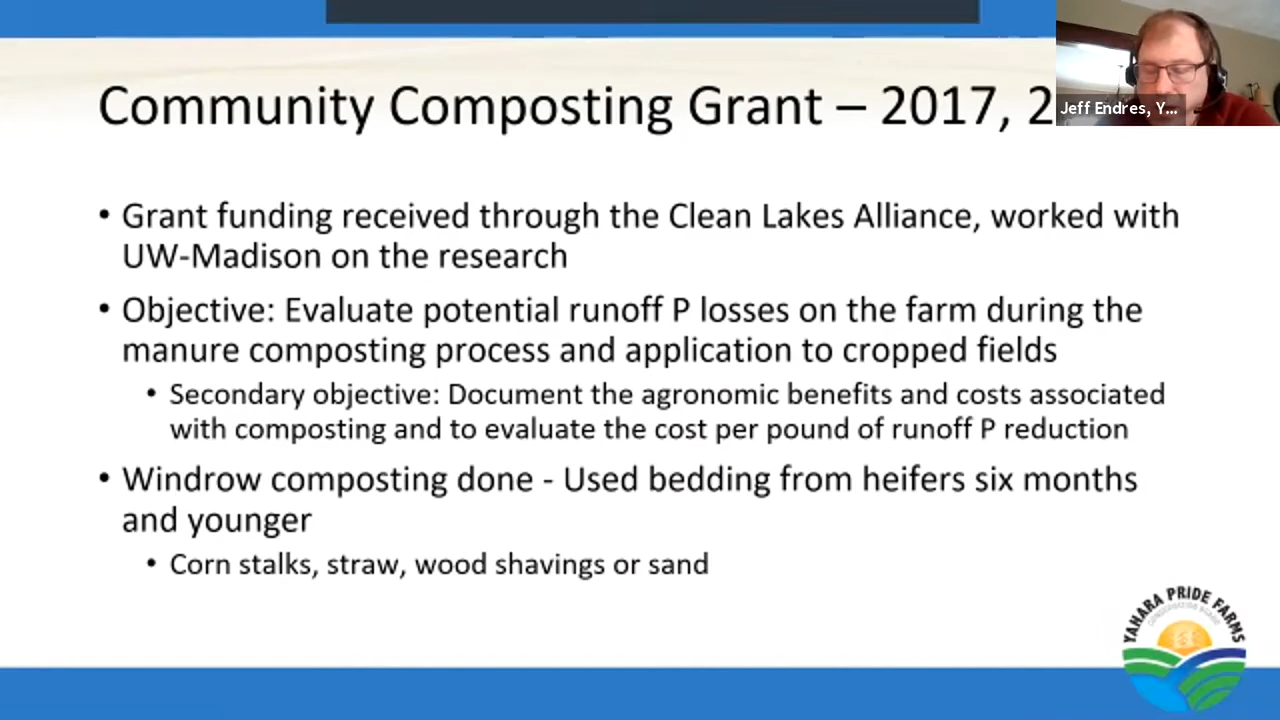 Community Composting Grant – 2017, 2
Jeff Endres, Y...
• Grant funding received through the Clean Lakes Alliance, worked with
UW-Madison on the research
• Objective: Evaluate potential runoff P losses on the farm during the
manure composting process and application to cropped fields
• Secondary objective: Document the agronomic benefits and costs associated
with composting and to evaluate the cost per pound of runoff P reduction
• Windrow composting done - Used bedding from heifers six months
and younger
• Corn stalks, straw, wood shavings or sand
YAHARA PRIDE FARMS
CONSERVATION BOARD